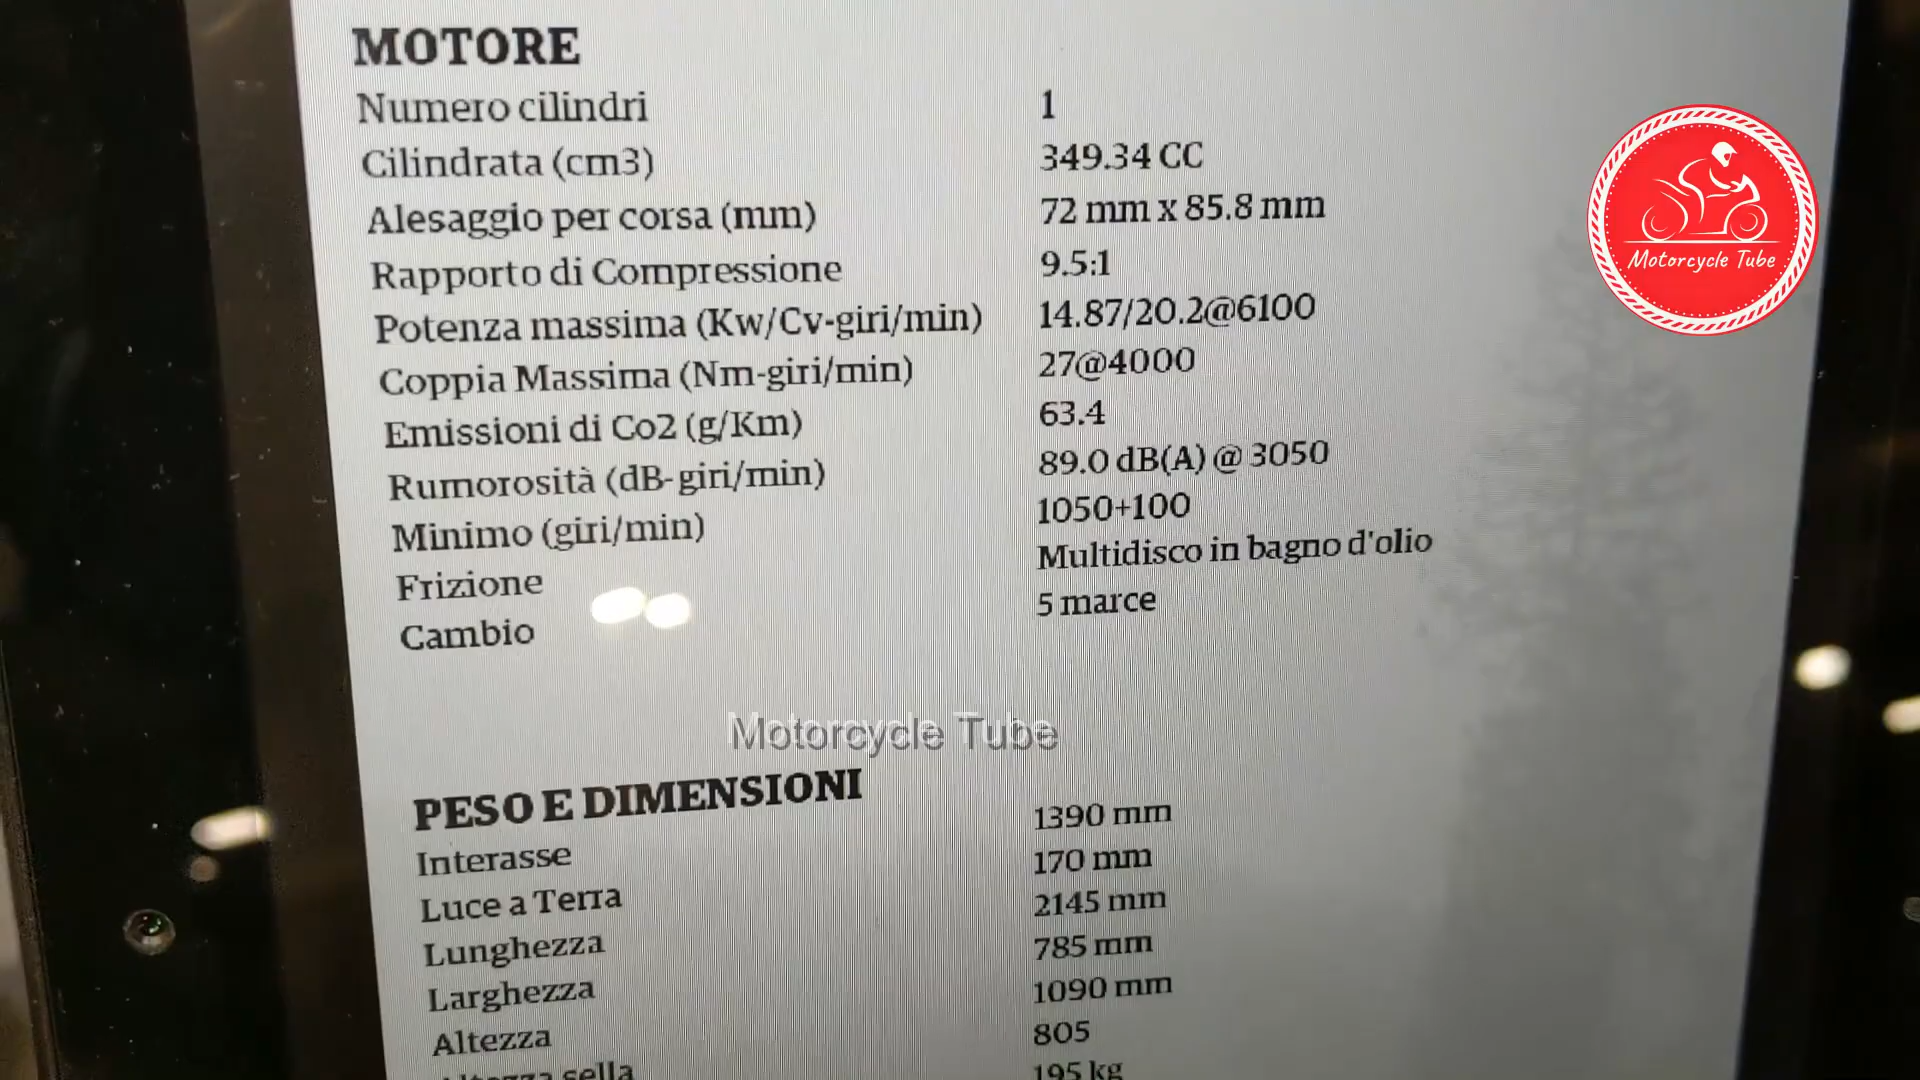 MOTORE
Numero cilindri 1
Cilindrata (cm3) 349.34 CC
Alesaggio per corsa (mm) 72 mm x 85.8 mm
Rapporto di Compressione 9.5:1
Potenza massima (Kw/Cv-giri/min) 14.87/20.2@6100
Coppia Massima (Nm-giri/min) 27@4000
Emissioni di Co2 (g/Km) 63.4
Rumorosità (dB-giri/min) 89.0 dB(A) @ 3050
Minimo (giri/min) 1050+100
Frizione Multidisco in bagno d'olio
Cambio 5 marce
Motorcycle Tube
Motorcycle Tube
PESO E DIMENSIONI
Interasse 1390 mm
Luce a Terra 170 mm
Lunghezza 2145 mm
Larghezza 785 mm
Altezza 1090 mm
Altezza sella 805
195 kg